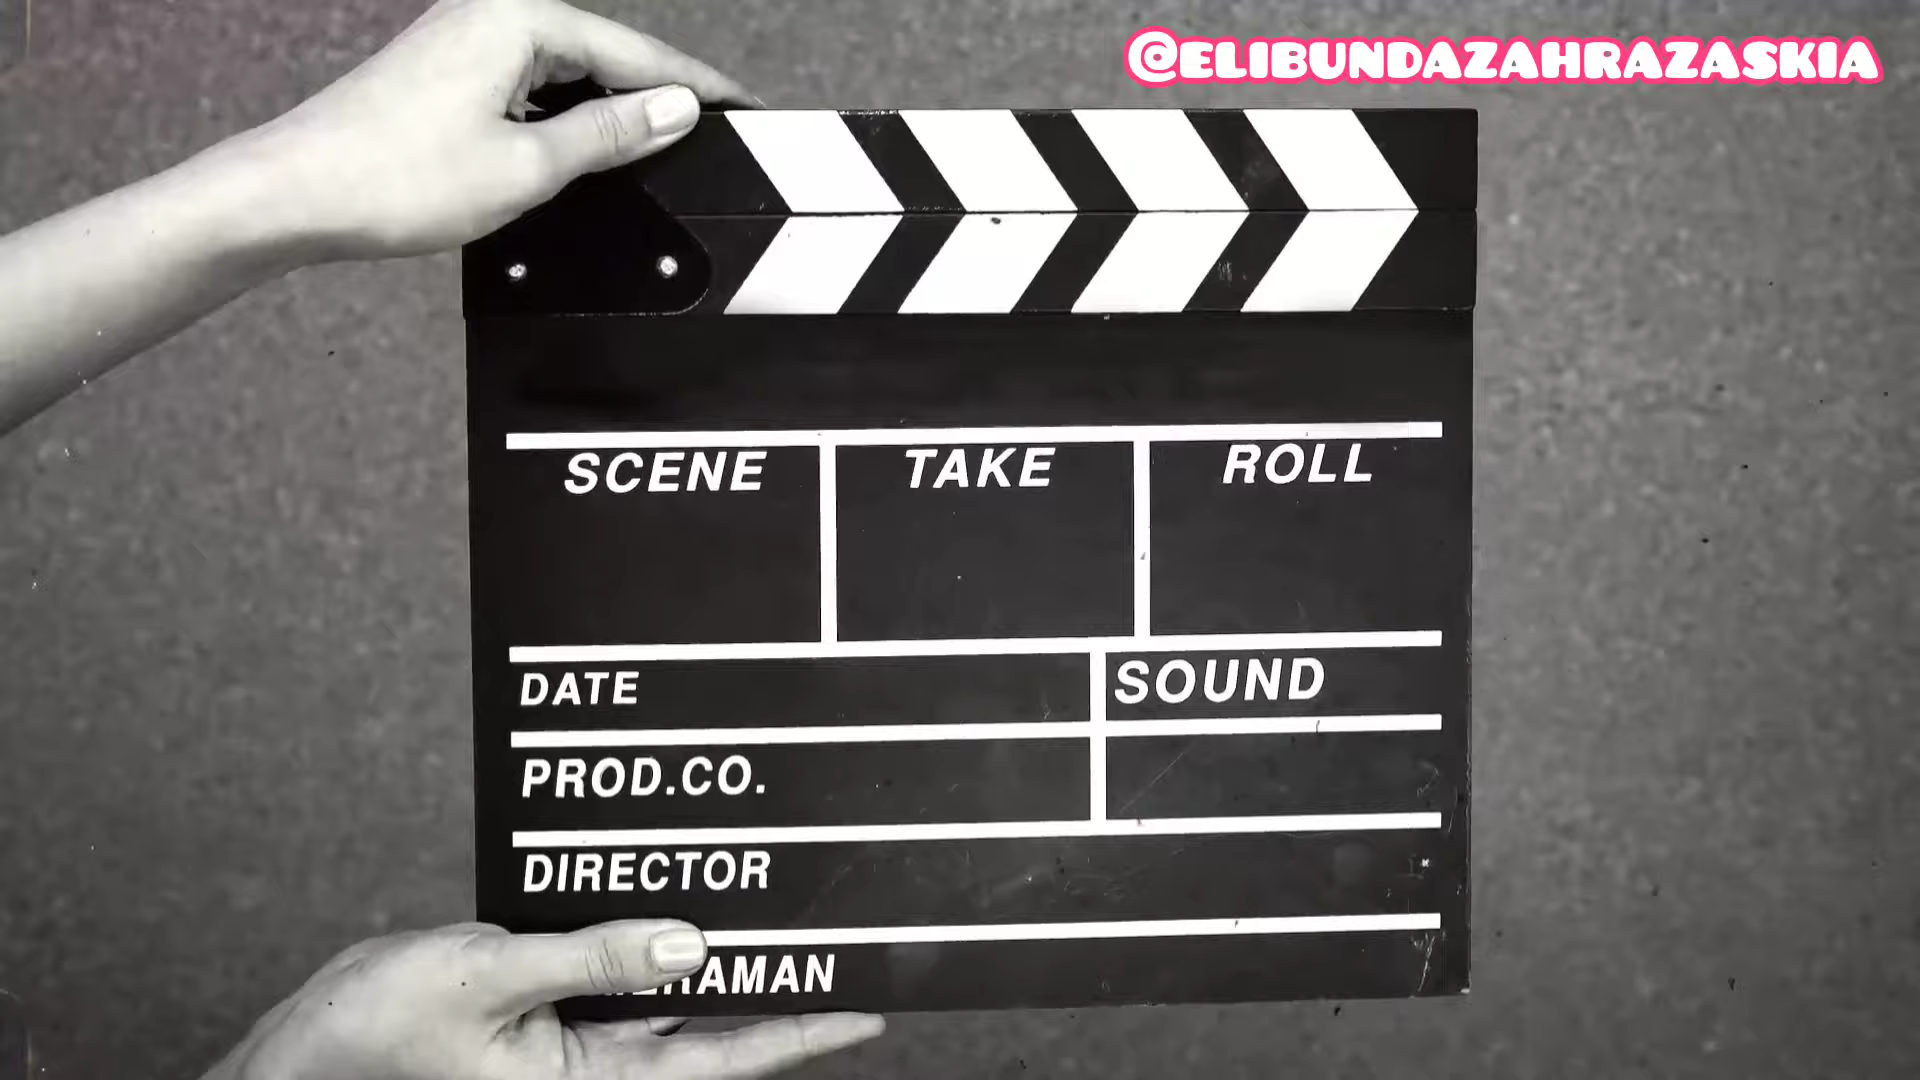 @ELIBUNDAZAHRAZASKIA
SCENE TAKE ROLL
DATE SOUND
PROD.CO.
DIRECTOR